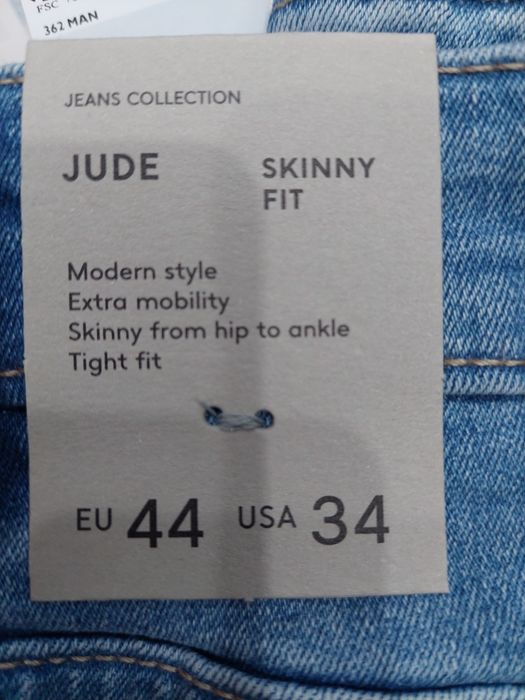 FSC
362 MAN
JEANS COLLECTION
JUDE
SKINNY
FIT
Modern style
Extra mobility
Skinny from hip to ankle
Tight fit
EU 44 USA 34